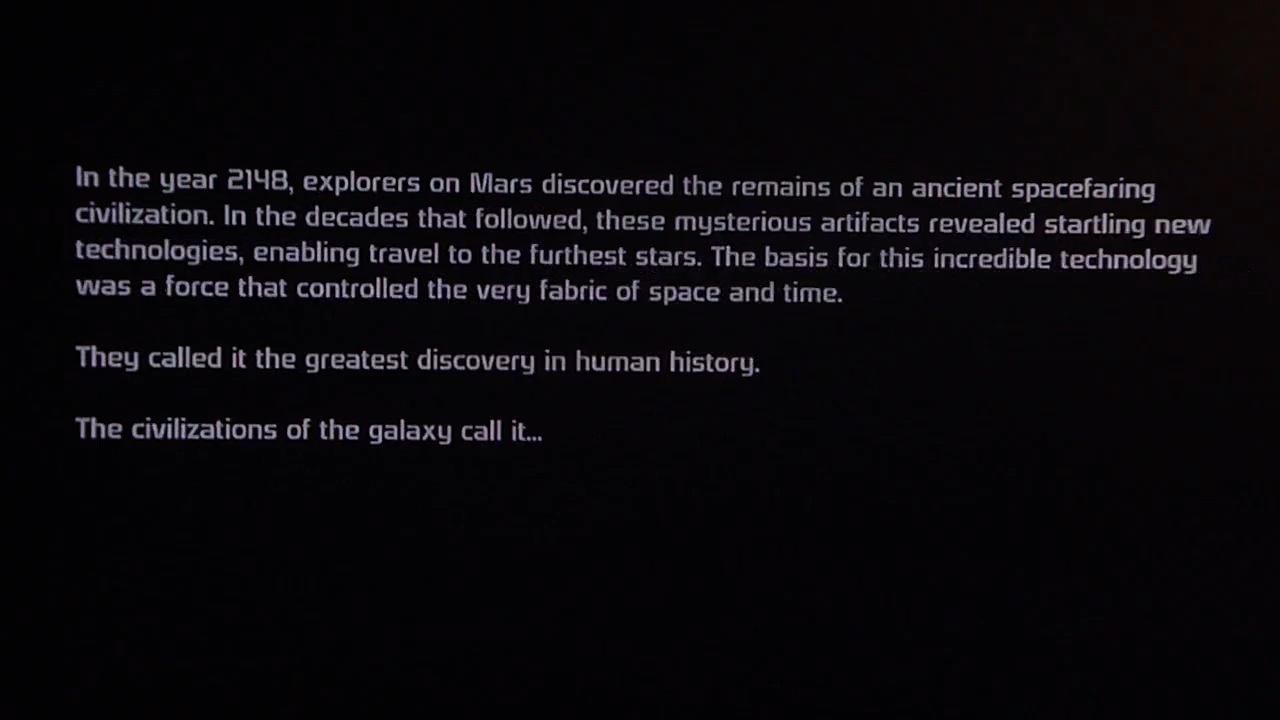 In the year 2148, explorers on Mars discovered the remains of an ancient spacefaring
civilization. In the decades that followed, these mysterious artifacts revealed startling new
technologies, enabling travel to the furthest stars. The basis for this incredible technology
was a force that controlled the very fabric of space and time.
They called it the greatest discovery in human history.
The civilizations of the galaxy call it...